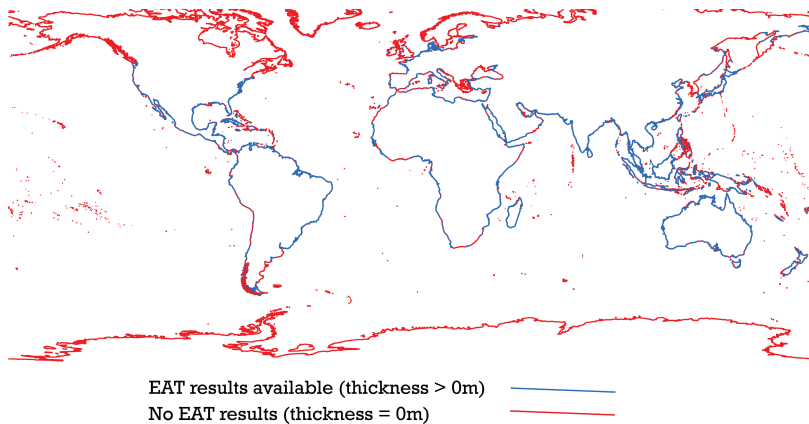 EAT results available (thickness > 0m)
No EAT results (thickness = 0m)